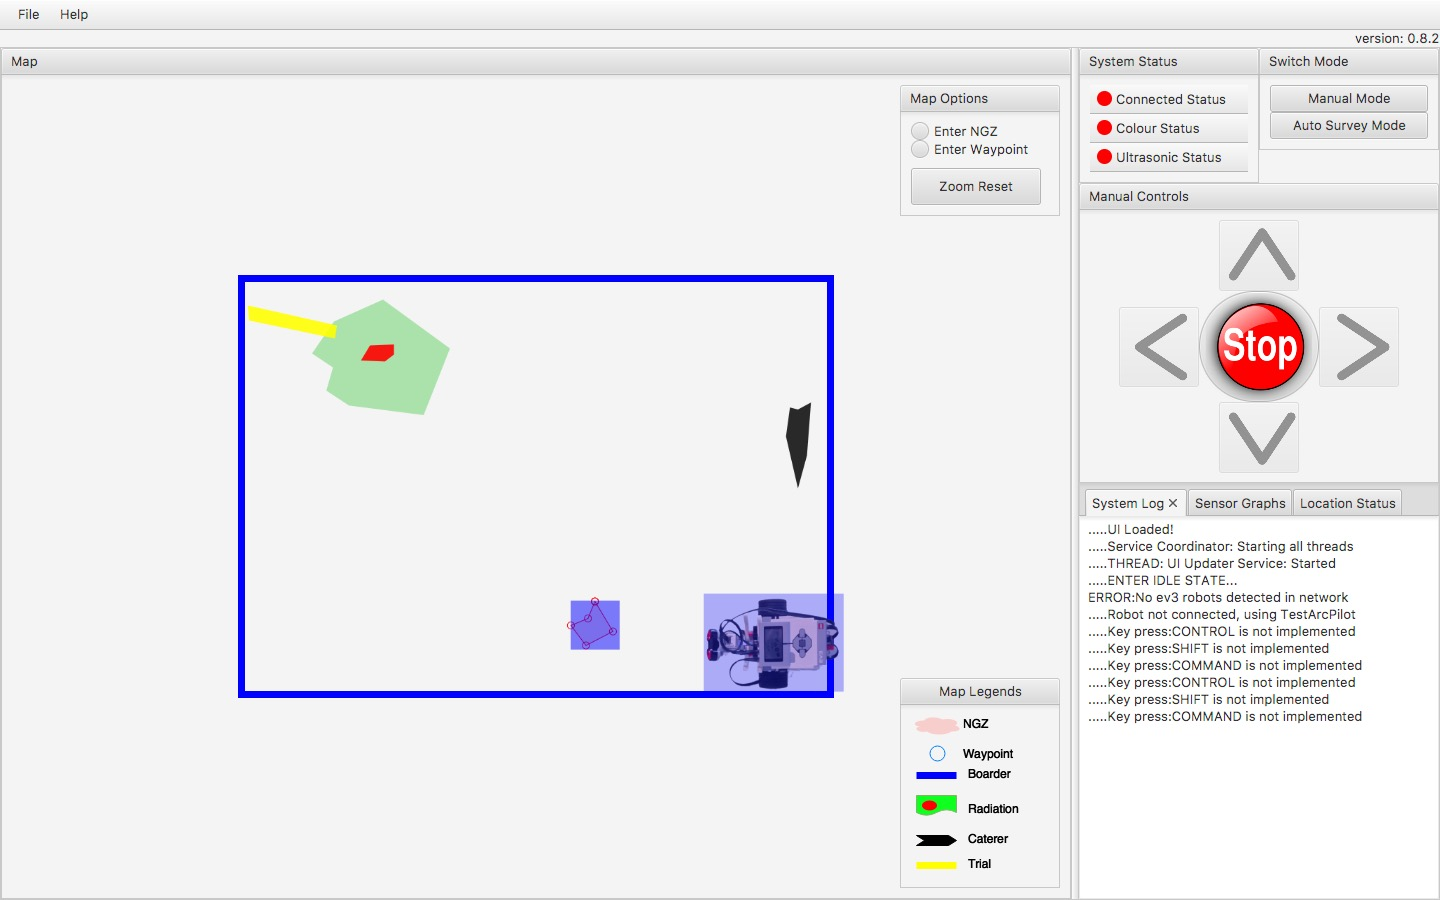 File Help
version: 0.8.2
Map
Map Options
Enter NGZ
Enter Waypoint
Zoom Reset
Map Legends
NGZ
Waypoint
Boarder
Radiation
Caterer
Trial
System Status
Connected Status
Colour Status
Ultrasonic Status
Switch Mode
Manual Mode
Auto Survey Mode
Manual Controls
Stop
System Log
Sensor Graphs
Location Status
.....UI Loaded!
.....Service Coordinator: Starting all threads
.....THREAD: UI Updater Service: Started
.....ENTER IDLE STATE...
ERROR:No ev3 robots detected in network
.....Robot not connected, using TestArcPilot
.....Key press:CONTROL is not implemented
.....Key press:SHIFT is not implemented
.....Key press:COMMAND is not implemented
.....Key press:CONTROL is not implemented
.....Key press:SHIFT is not implemented
.....Key press:COMMAND is not implemented